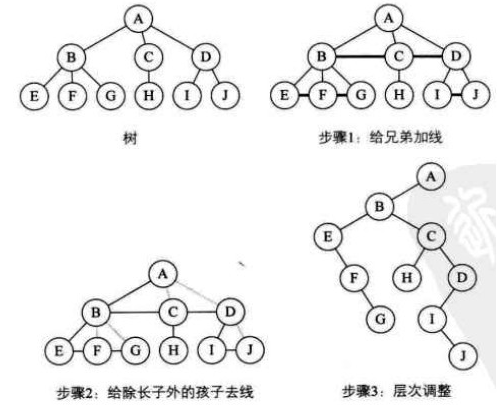 A
B C D
E F G H I J
树
A
B C D
E F G H I J
步骤1：给兄弟加线
A
B C D
E F G H I J
步骤2：给除长子外的孩子去线
A
B
E C
F H D
G I
J
步骤3：层次调整